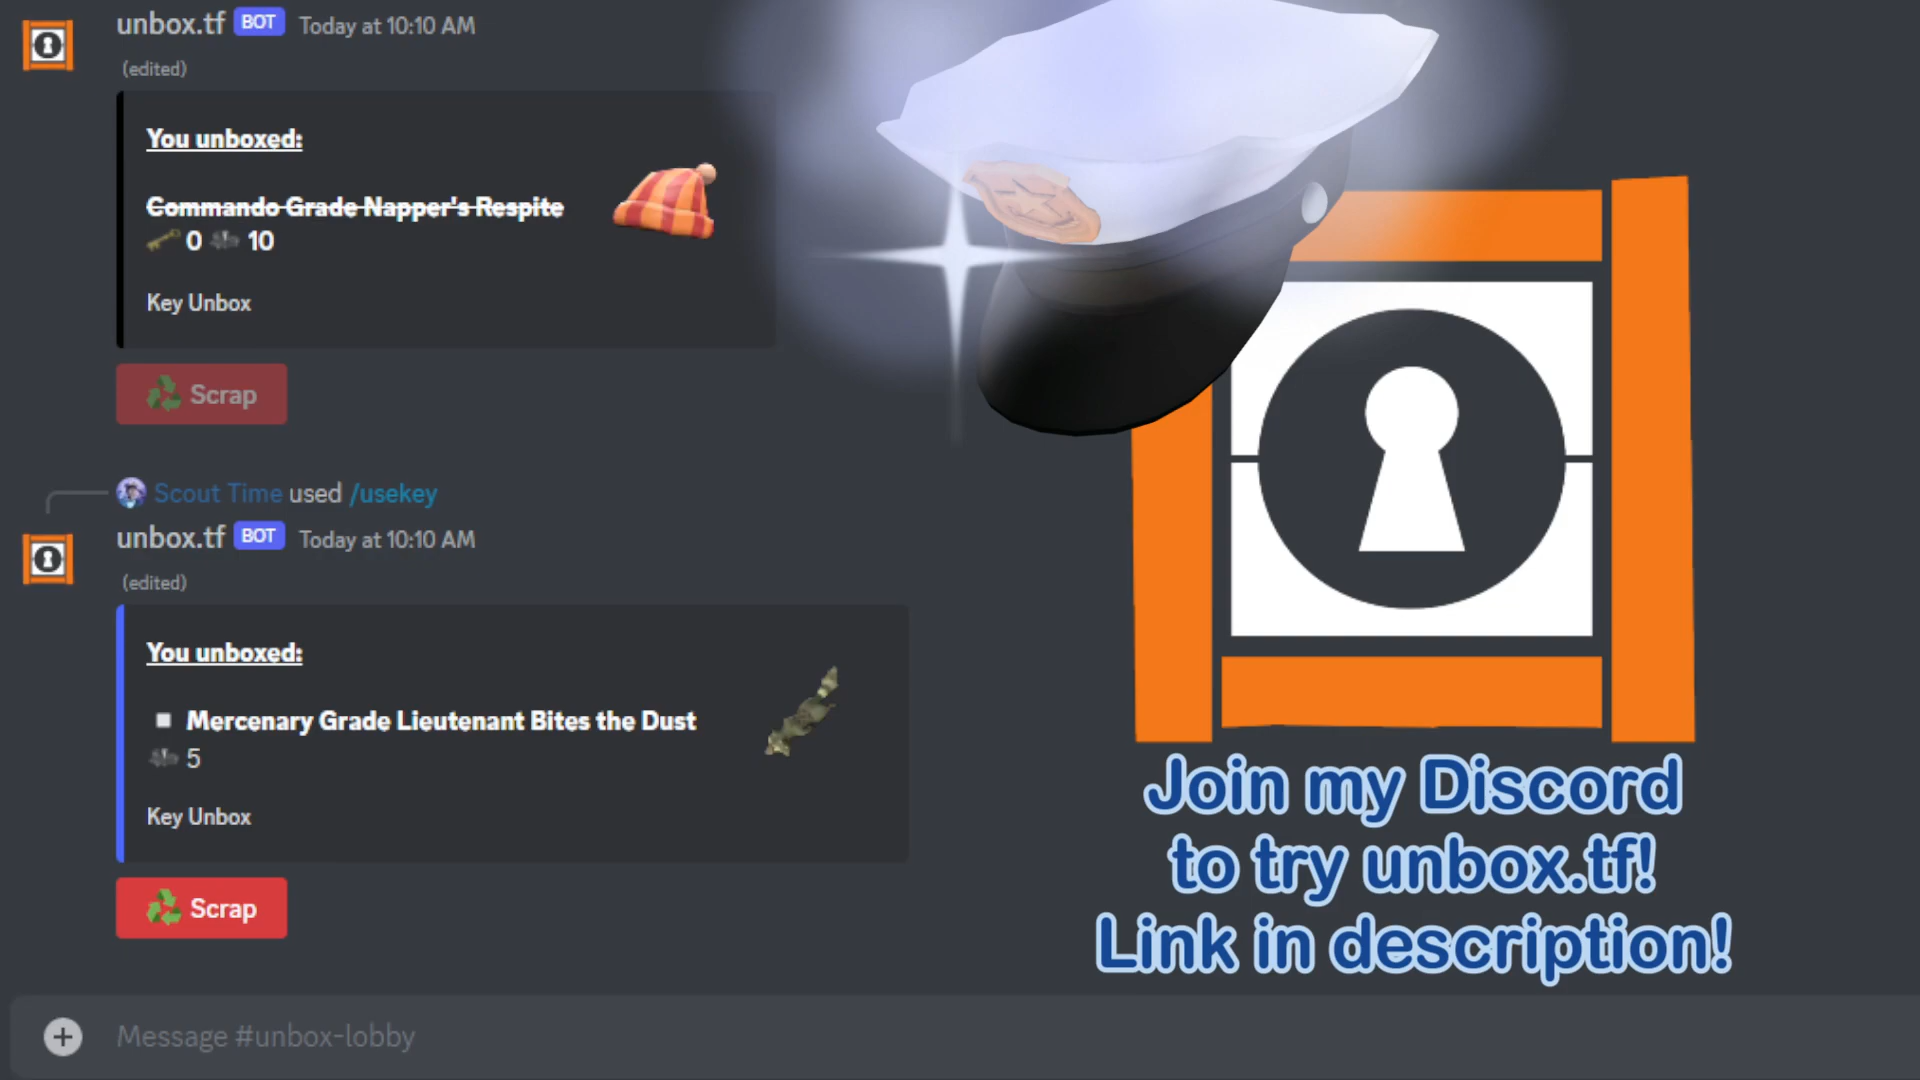 unbox.tf BOT Today at 10:10 AM
(edited)
You unboxed:
Commando Grade Napper's Respite
0 10
Key Unbox
Scrap
Scout Time used /usekey
unbox.tf BOT Today at 10:10 AM
(edited)
You unboxed:
Mercenary Grade Lieutenant Bites the Dust
5
Key Unbox
Scrap
Message #unbox-lobby
Join my Discord
to try unbox.tf!
Link in description!